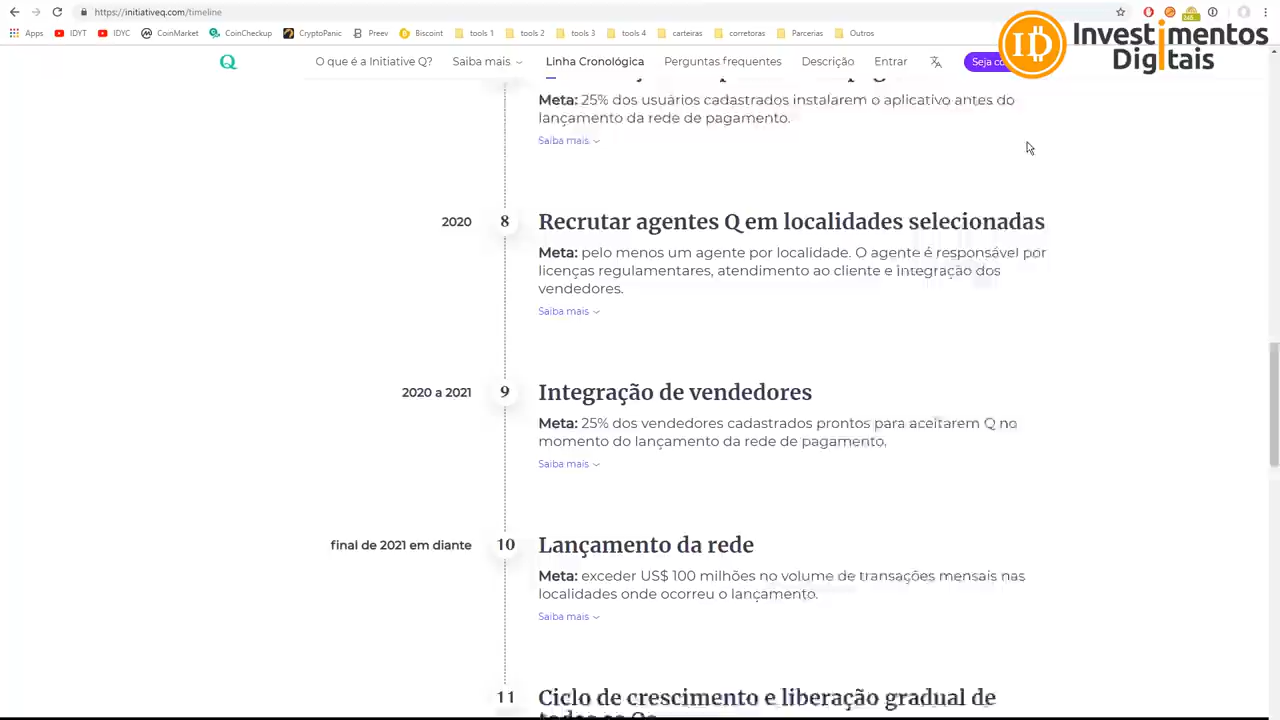 https://initiativeq.com/timeline
Apps IDYT IDYC CoinMarket CoinCheckup CryptoPanic Preev Biscoint tools 1 tools 2 tools 3 tools 4 carteiras corretoras Parcerias Outros
ID Investimentos Digitais
Q O que é a Initiative Q? Saiba mais Linha Cronológica Perguntas frequentes Descrição Entrar
Meta: 25% dos usuários cadastrados instalarem o aplicativo antes do
lançamento da rede de pagamento.
Saiba mais
2020 8 Recrutar agentes Q em localidades selecionadas
Meta: pelo menos um agente por localidade. O agente é responsável por
licenças regulamentares, atendimento ao cliente e integração dos
vendedores.
Saiba mais
2020 a 2021 9 Integração de vendedores
Meta: 25% dos vendedores cadastrados prontos para aceitarem Q no
momento do lançamento da rede de pagamento.
Saiba mais
final de 2021 em diante 10 Lançamento da rede
Meta: exceder US$ 100 milhões no volume de transações mensais nas
localidades onde ocorreu o lançamento.
Saiba mais
11 Ciclo de crescimento e liberação gradual de